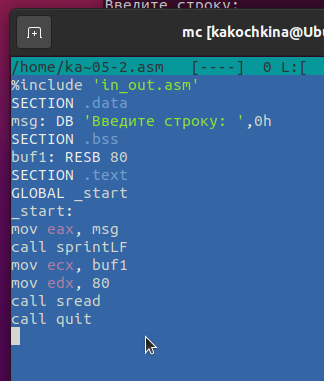 Введите строку:
mc [kakochkina@Ubu
/home/ka~05-2.asm [----] 0 L:[
%include 'in_out.asm'
SECTION .data
msg: DB 'Введите строку: ',0h
SECTION .bss
buf1: RESB 80
SECTION .text
GLOBAL _start
_start:
mov eax, msg
call sprintLF
mov ecx, buf1
mov edx, 80
call sread
call quit